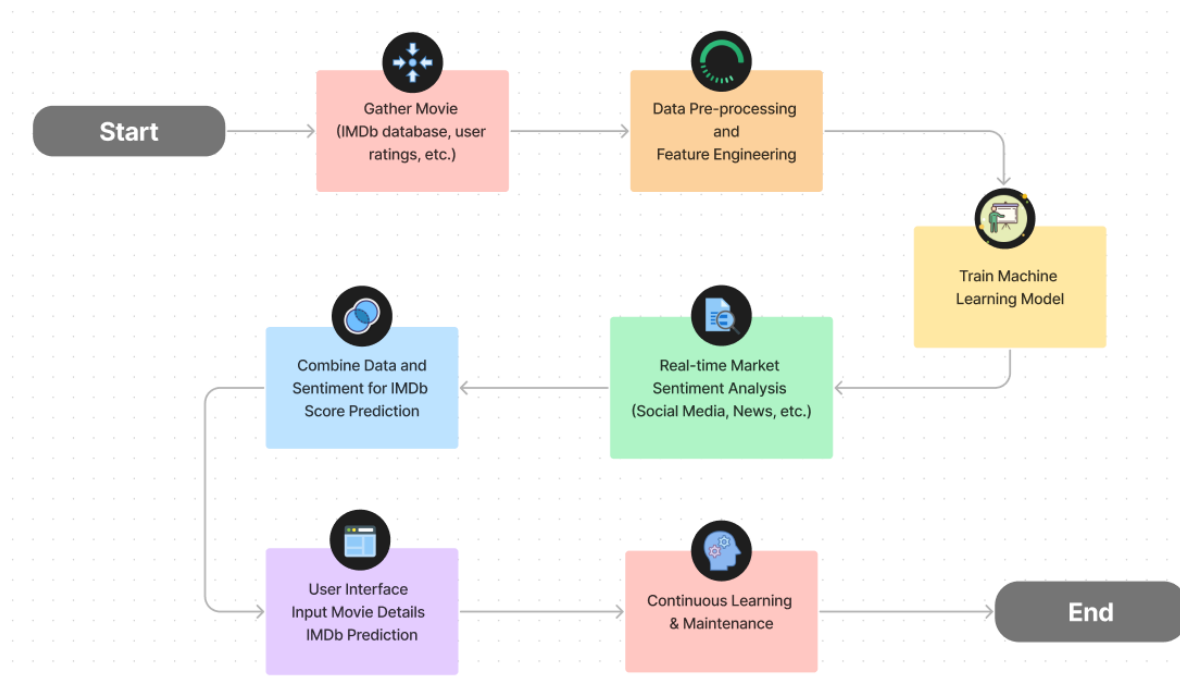 Start
Gather Movie
(IMDb database, user
ratings, etc.)
Data Pre-processing
and
Feature Engineering
Train Machine
Learning Model
Real-time Market
Sentiment Analysis
(Social Media, News, etc.)
Combine Data and
Sentiment for IMDb
Score Prediction
User Interface
Input Movie Details
IMDb Prediction
Continuous Learning
& Maintenance
End